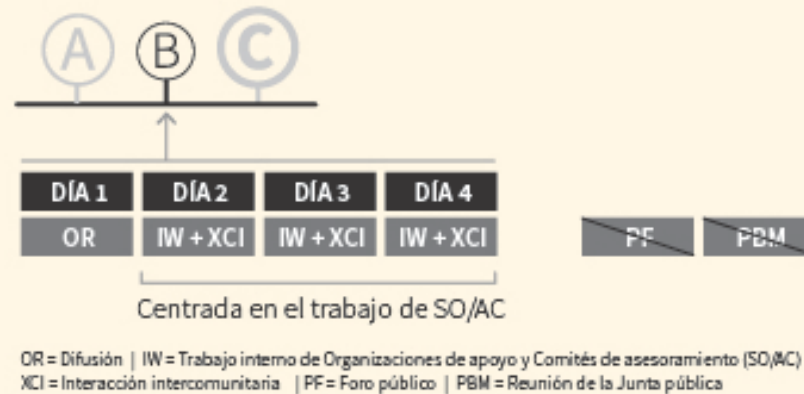 A B C
DÍA 1 DÍA 2 DÍA 3 DÍA 4
OR IW + XCI IW + XCI IW + XCI PF PBM
Centrada en el trabajo de SO/AC
OR = Difusión | IW = Trabajo interno de Organizaciones de apoyo y Comités de asesoramiento (SO/AC)
XCI = Interacción intercomunitaria | PF = Foro público | PBM = Reunión de la Junta pública